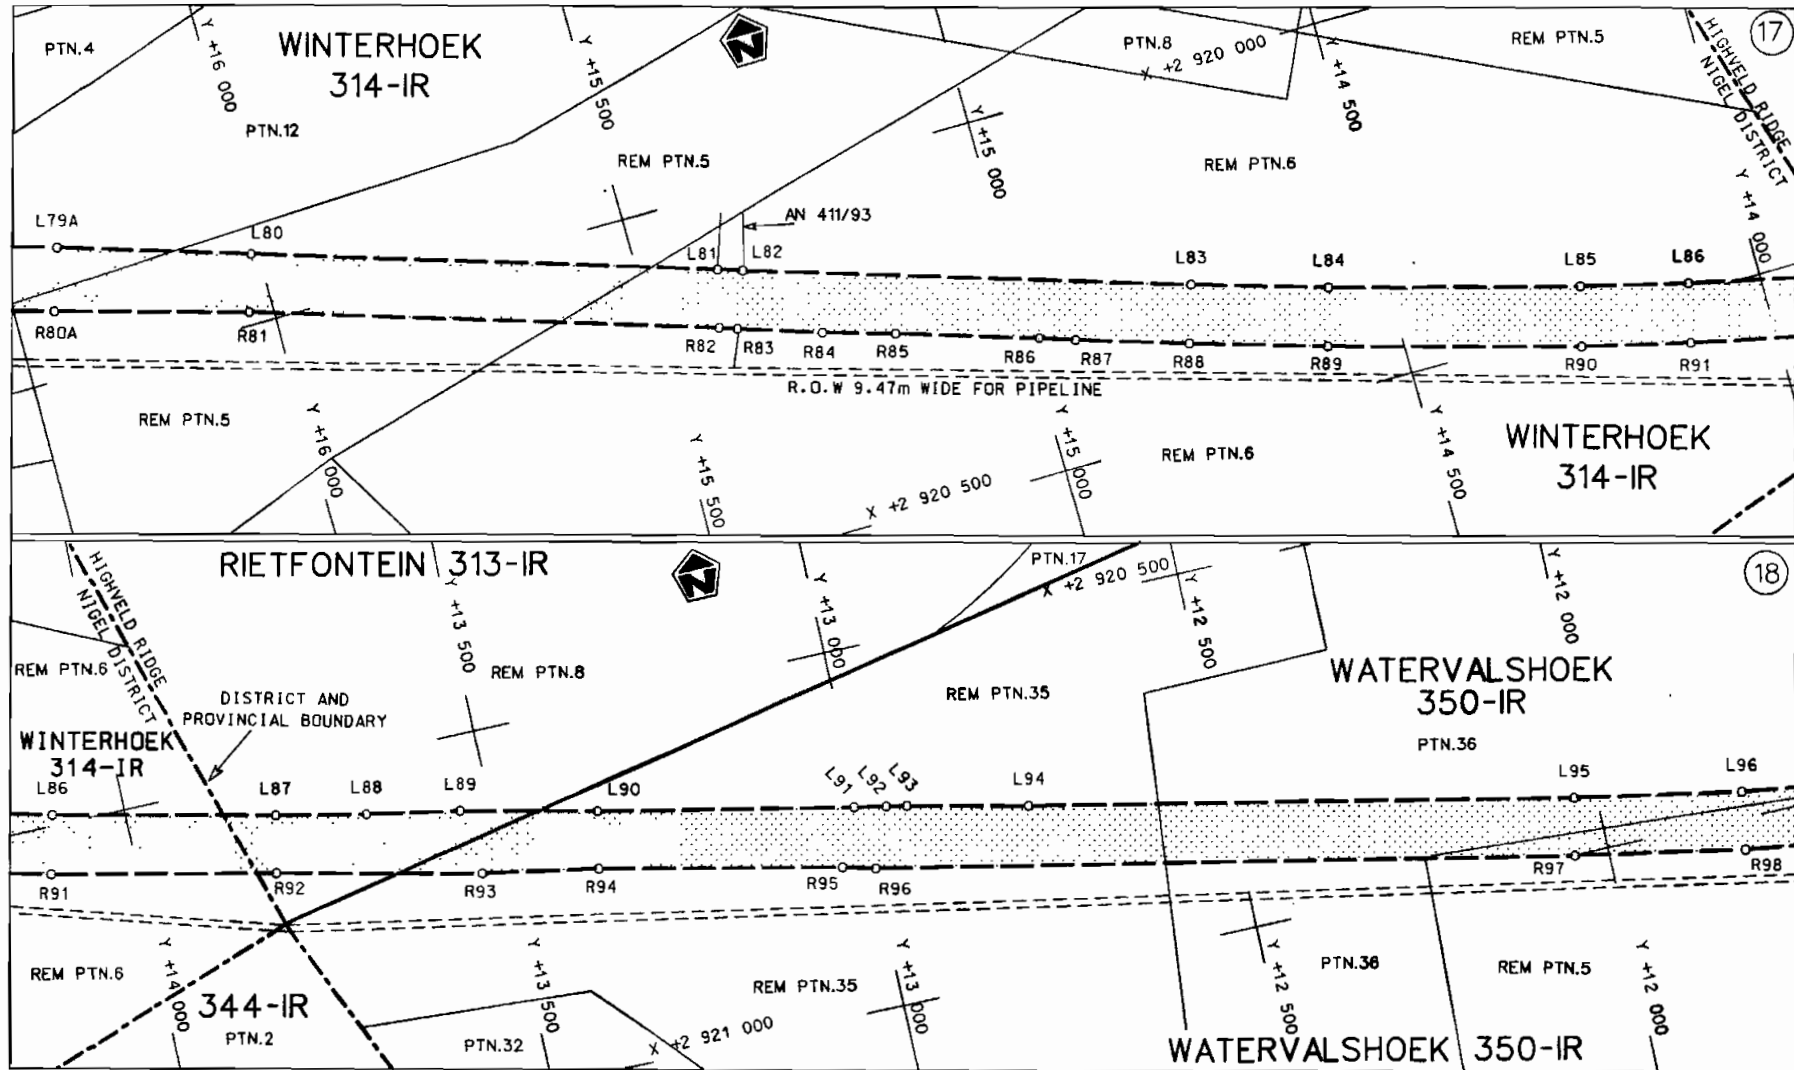 PTN.4
WINTERHOEK
314-IR
Y +16 000
Y +15 500
N
PTN.8
X +2 920 000
Y +14 500
REM PTN.5
17
HIGHVELD RIDGE
NIGEL DISTRICT
PTN.12
REM PTN.5
Y +15 000
REM PTN.6
Y +14 000
L79A
L80
L81
L82
AN 411/93
L83
L84
L85
L86
R80A
R81
R82
R83
R84
R85
R86
R87
R88
R89
R90
R91
R.O.W 9.47m WIDE FOR PIPELINE
REM PTN.5
Y +16 000
Y +15 500
X +2 920 500
Y +15 000
REM PTN.6
Y +14 500
WINTERHOEK
314-IR
HIGHVELD RIDGE
NIGEL DISTRICT
RIETFONTEIN 313-IR
Y +13 500
N
Y +13 000
PTN.17
X +2 920 500
Y +12 500
Y +12 000
18
REM PTN.6
REM PTN.8
DISTRICT AND
PROVINCIAL BOUNDARY
REM PTN.35
WATERVALSHOEK
350-IR
PTN.36
WINTERHOEK
314-IR
L86
L87
L88
L89
L90
L91
L92
L93
L94
L95
L96
R91
R92
R93
R94
R95
R96
R97
R98
REM PTN.6
Y +14 000
344-IR
PTN.2
Y +13 500
PTN.32
X +2 921 000
REM PTN.35
Y +13 000
Y +12 500
PTN.36
REM PTN.5
Y +12 000
WATERVALSHOEK 350-IR